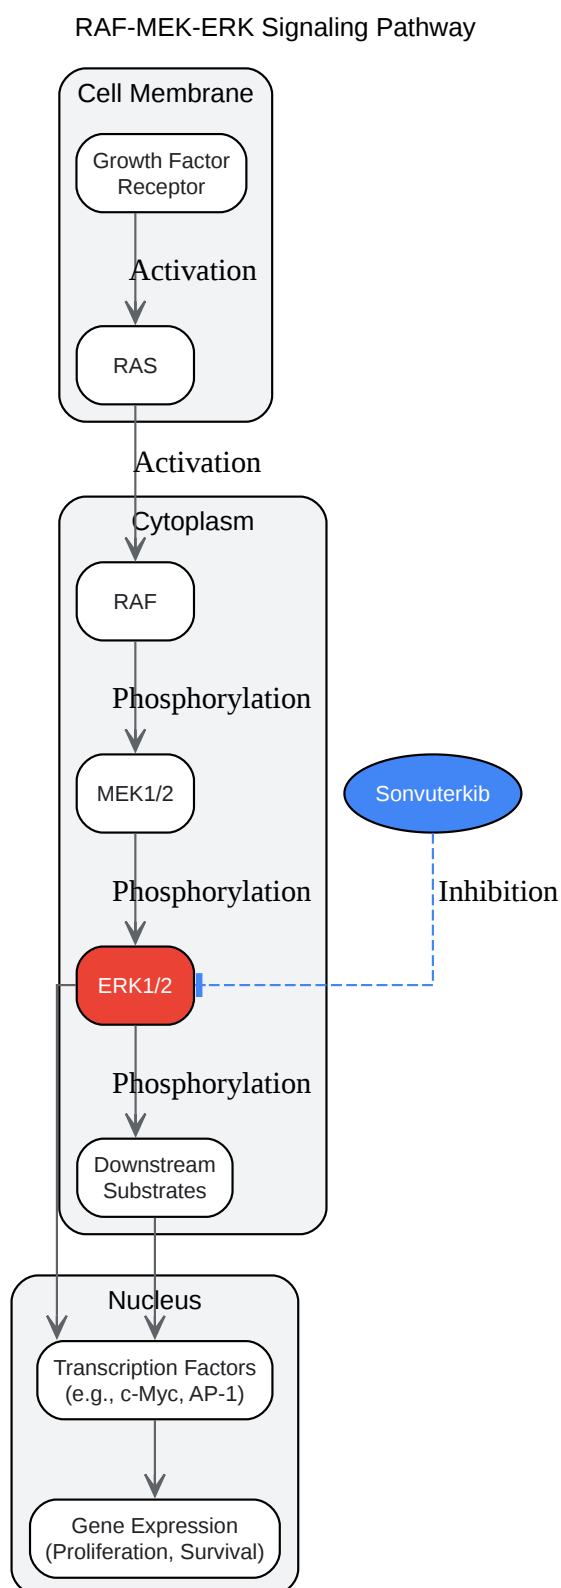 RAF-MEK-ERK Signaling Pathway
Cell Membrane
Growth Factor
Receptor
Activation
RAS
Activation
Cytoplasm
RAF
Phosphorylation
MEK1/2
Sonvuterkib
Phosphorylation
Inhibition
ERK1/2
Phosphorylation
Downstream
Substrates
Nucleus
Transcription Factors
(e.g., c-Myc, AP-1)
Gene Expression
(Proliferation, Survival)